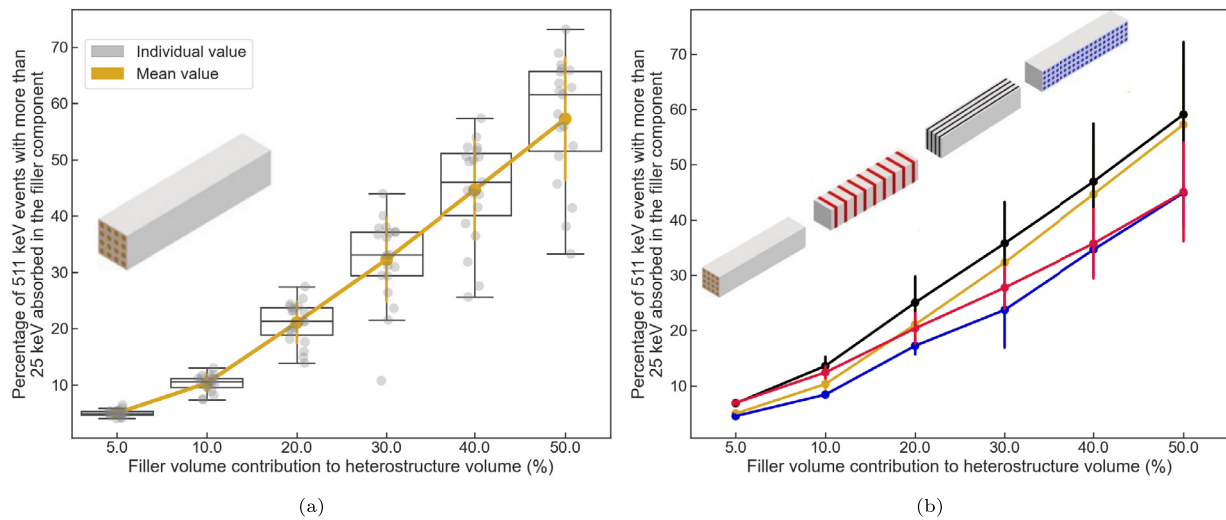 Percentage of 511 keV events with more than
25 keV absorbed in the filler component
70
60
50
40
30
20
10
Individual value
Mean value
5.0 10.0 20.0 30.0 40.0 50.0
Filler volume contribution to heterostructure volume (%)
(a)
Percentage of 511 keV events with more than
25 keV absorbed in the filler component
70
60
50
40
30
20
10
5.0 10.0 20.0 30.0 40.0 50.0
Filler volume contribution to heterostructure volume (%)
(b)